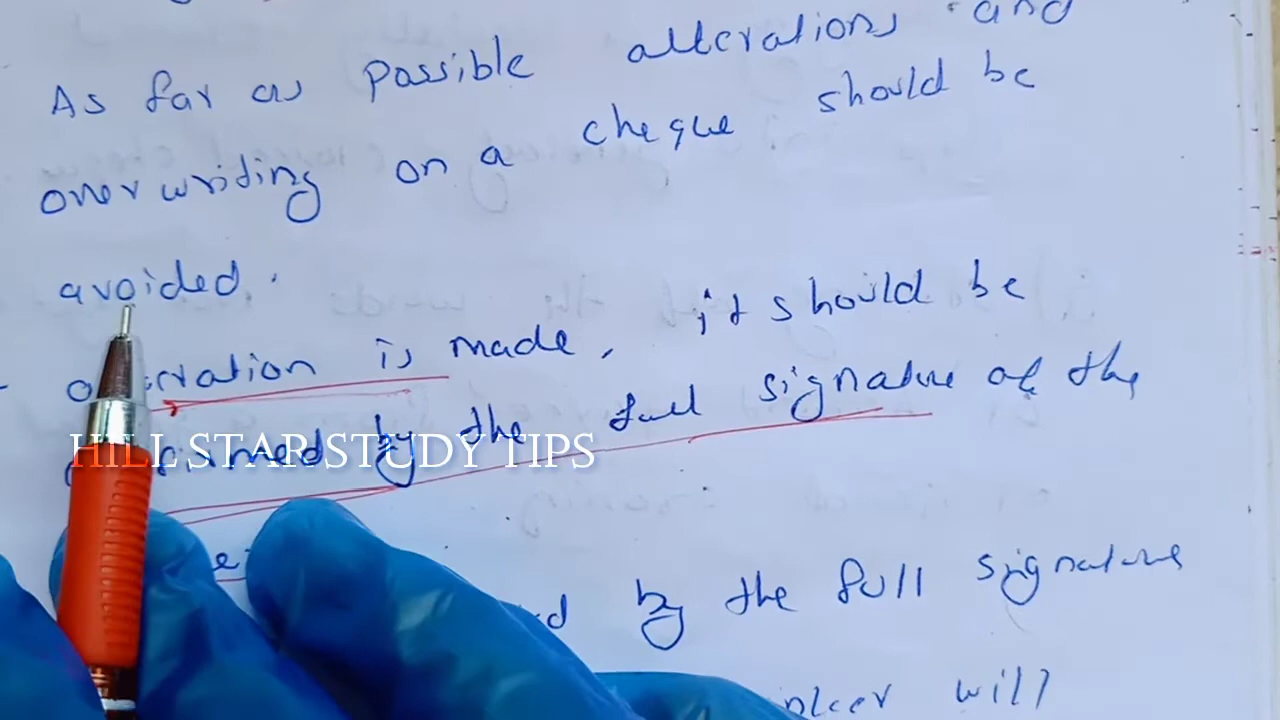 As far as possible alterations and
overwriting on a cheque should be
avoided.
is made, it should be
by the full signature of the
HILL STAR STUDY TIPS
by the full signature
will